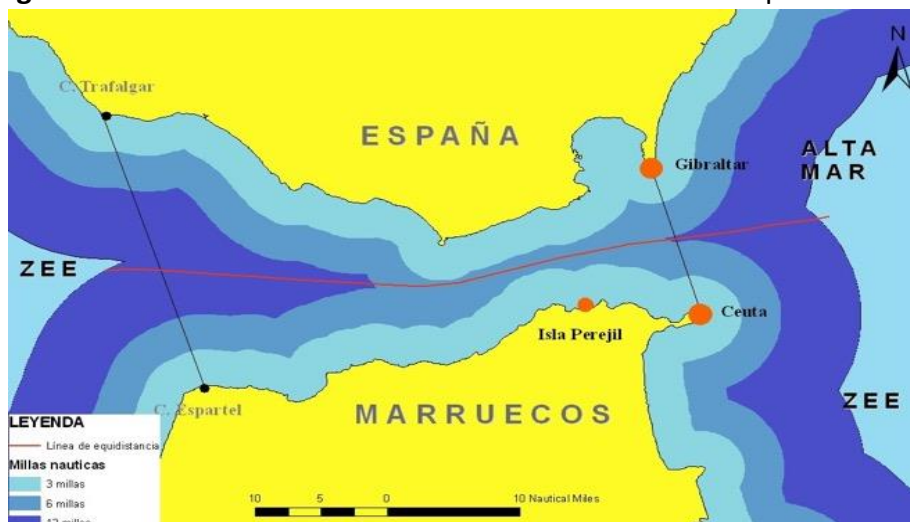 C. Trafalgar
ESPAÑA
N
Gibraltar
ALTA
MAR
ZEE
Ceuta
Isla Perejil
C. Espartel
MARRUECOS
ZEE
LEYENDA
Línea de equidistancia
Millas nauticas
3 millas
6 millas
10 5 0 10 Nautical Miles